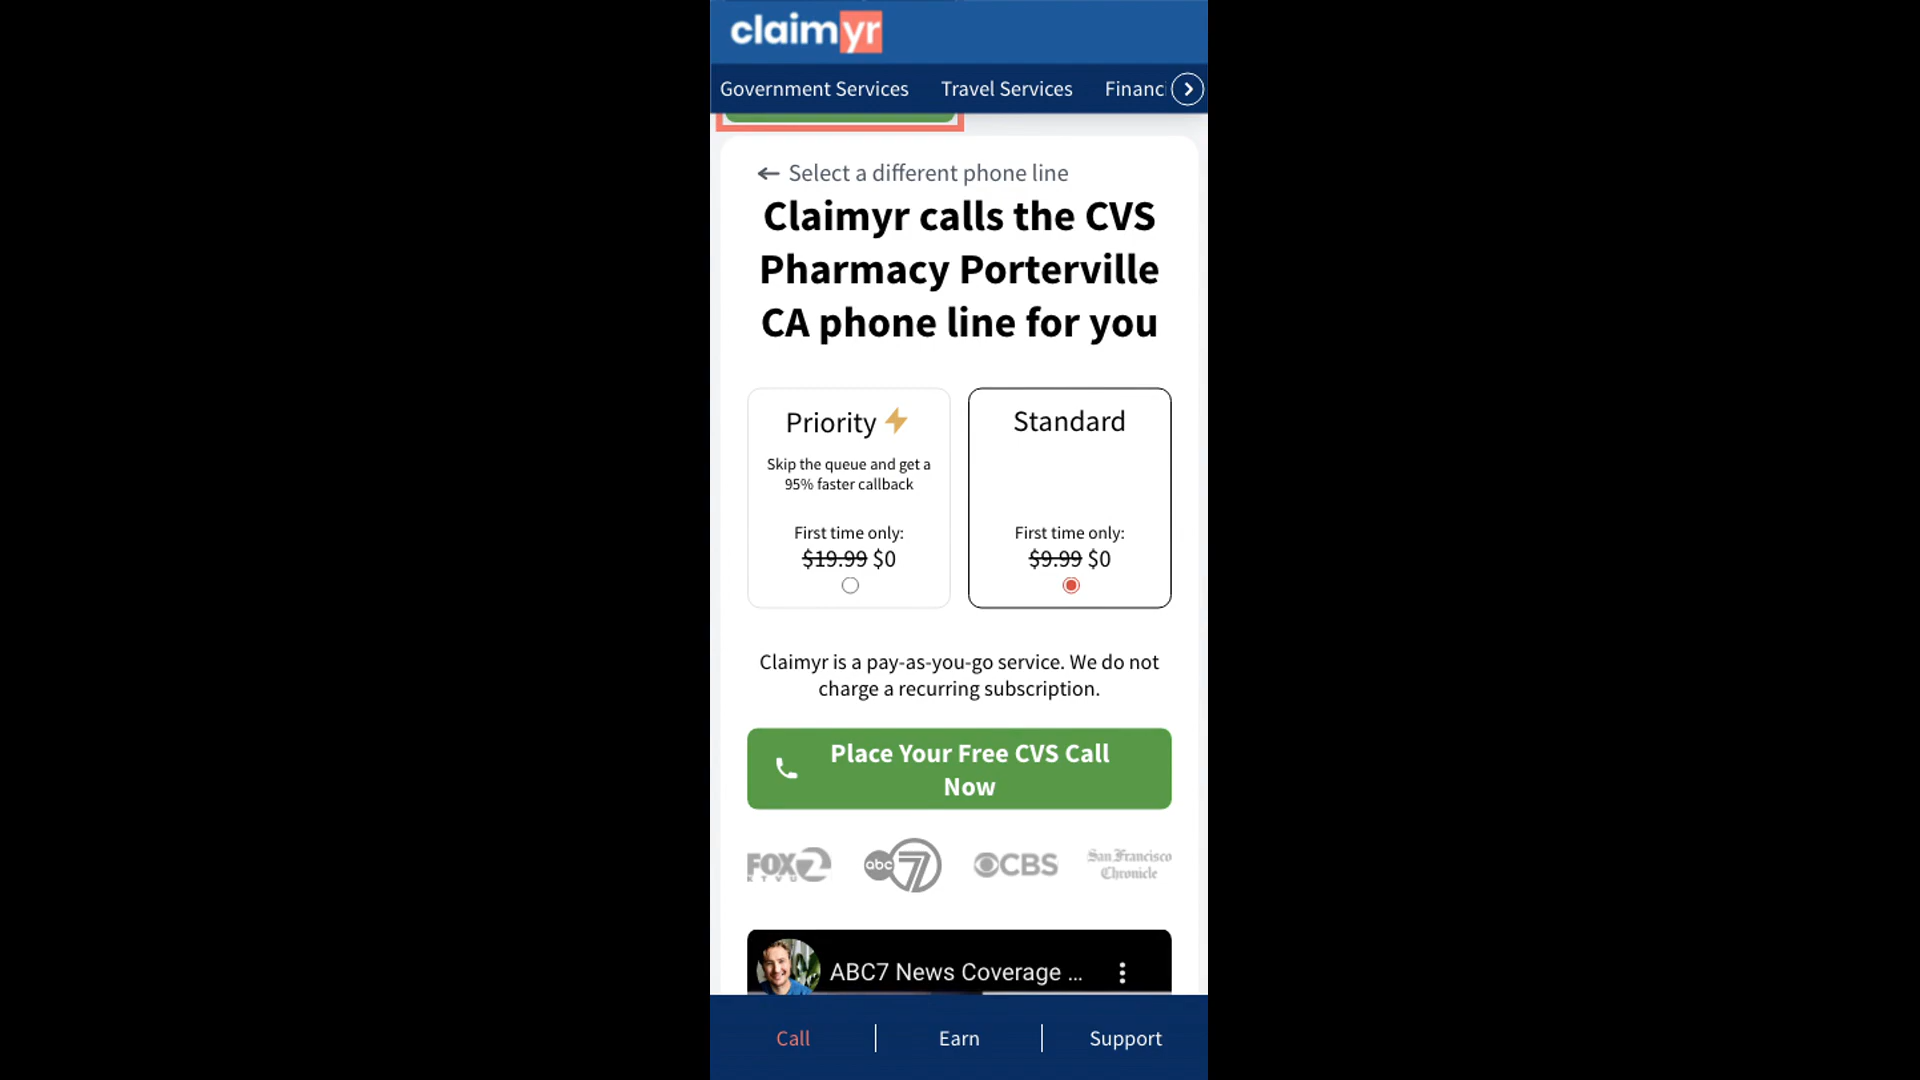 claimyr
Government Services
Travel Services
Financ
Select a different phone line
Claimyr calls the CVS
Pharmacy Porterville
CA phone line for you
Priority
Skip the queue and get a
95% faster callback
First time only:
$19.99 $0
Standard
First time only:
$9.99 $0
Claimyr is a pay-as-you-go service. We do not
charge a recurring subscription.
Place Your Free CVS Call
Now
FOX 2
KTVU
abc 7
CBS
San Francisco
Chronicle
ABC7 News Coverage ...
Call
Earn
Support